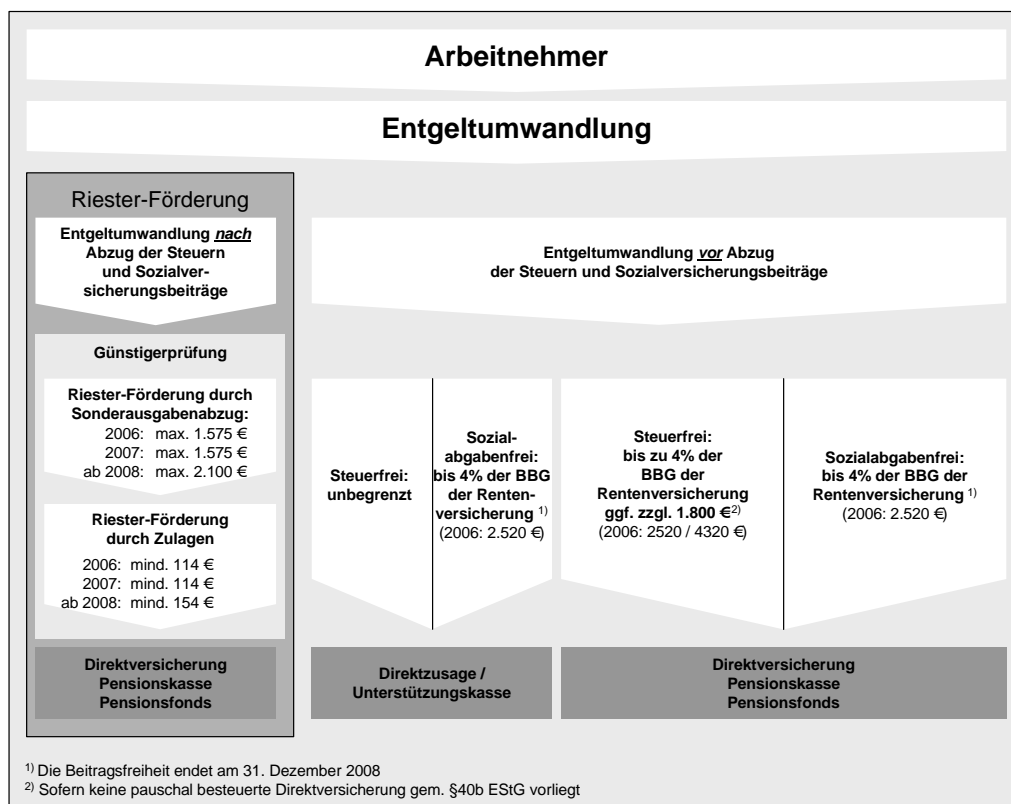 Arbeitnehmer
Entgeltumwandlung
Riester-Förderung
Entgeltumwandlung nach
Abzug der Steuern
und Sozialver-
sicherungsbeiträge
Günstigerprüfung
Riester-Förderung durch
Sonderausgabenabzug:
2006: max. 1.575 €
2007: max. 1.575 €
ab 2008: max. 2.100 €
Riester-Förderung
durch Zulagen
2006: mind. 114 €
2007: mind. 114 €
ab 2008: mind. 154 €
Direktversicherung
Pensionskasse
Pensionsfonds
Entgeltumwandlung vor Abzug
der Steuern und Sozialversicherungsbeiträge
Steuerfrei:
unbegrenzt
Sozial-
abgabenfrei:
bis 4% der BBG
der Renten-
versicherung 1)
(2006: 2.520 €)
Direktzusage /
Unterstützungskasse
Steuerfrei:
bis zu 4% der
BBG der
Rentenversicherung
ggf. zzgl. 1.800 €2)
(2006: 2520 / 4320 €)
Sozialabgabenfrei:
bis 4% der BBG der
Rentenversicherung 1)
(2006: 2.520 €)
Direktversicherung
Pensionskasse
Pensionsfonds
1) Die Beitragsfreiheit endet am 31. Dezember 2008
2) Sofern keine pauschal besteuerte Direktversicherung gem. §40b EStG vorliegt